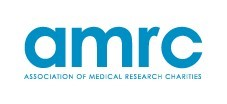 amrc
ASSOCIATION OF MEDICAL RESEARCH CHARITIES